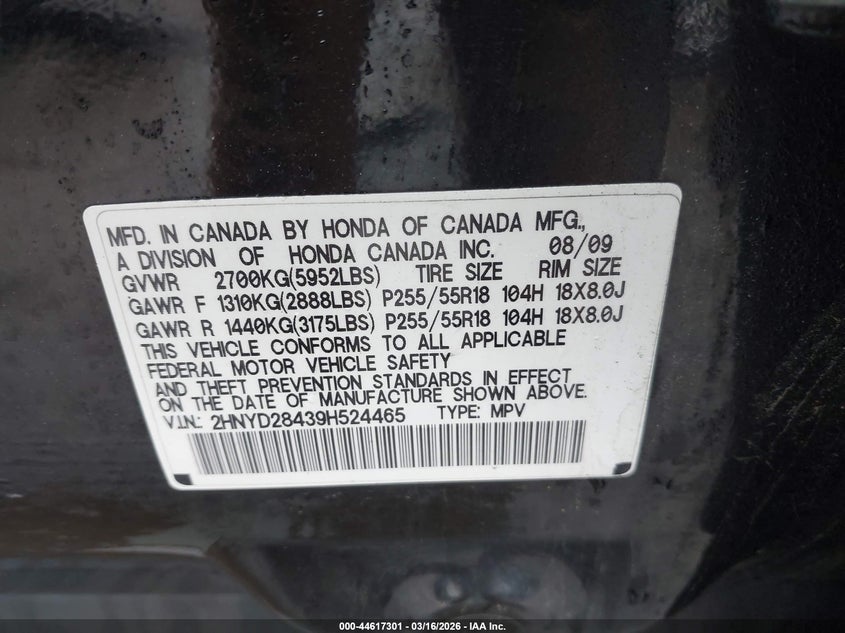 MFD. IN CANADA BY HONDA OF CANADA MFG.,
A DIVISION OF HONDA CANADA INC. 08/09
GVWR 2700KG(5952LBS) TIRE SIZE RIM SIZE
GAWR F 1310KG(2888LBS) P255/55R18 104H 18X8.0J
GAWR R 1440KG(3175LBS) P255/55R18 104H 18X8.0J
THIS VEHICLE CONFORMS TO ALL APPLICABLE
FEDERAL MOTOR VEHICLE SAFETY
AND THEFT PREVENTION STANDARDS IN EFFECT
ON THE DATE OF MANUFACTURE SHOWN ABOVE.
V.I.N.: 2HNYD28439H524465 TYPE: MPV
000-44617301 - 03/16/2026 - IAA Inc.